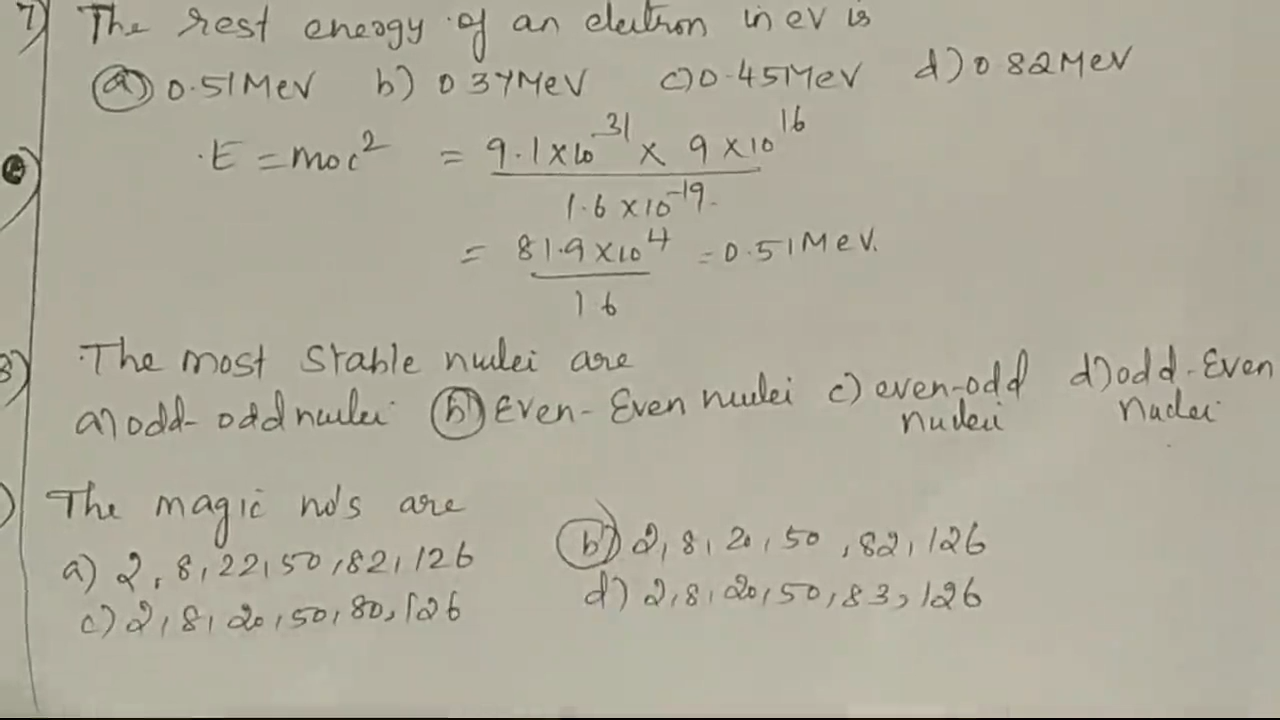 7) The rest energy of an electron in ev is
a) 0.51MeV b) 0.37MeV c) 0.45MeV d) 0.82MeV
E = moc² = 9.1×10⁻³¹ × 9×10¹⁶
1.6×10⁻¹⁹
= 81.9×10⁴ = 0.51MeV.
1.6
8) The most stable nuclei are
a) odd-odd nuclei b) Even-Even nuclei c) even-odd nuclei d) odd-Even nuclei
) The magic no's are
a) 2, 8, 22, 50, 82, 126 b) 2, 8, 20, 50, 82, 126
c) 2, 8, 20, 50, 80, 126 d) 2, 8, 20, 50, 83, 126